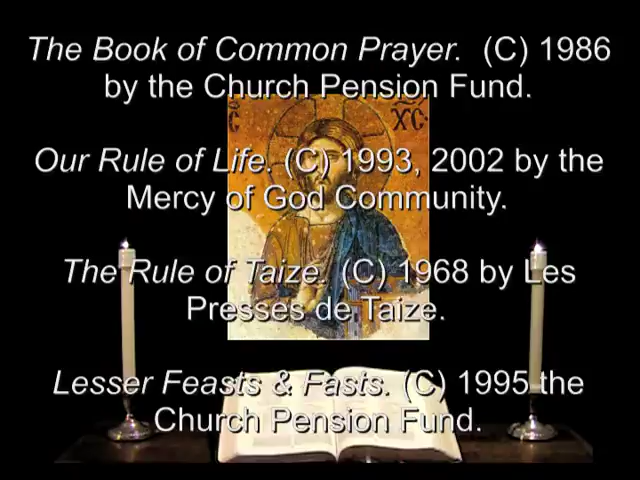 The Book of Common Prayer. (C) 1986
by the Church Pension Fund.
Our Rule of Life. (C) 1993, 2002 by the
Mercy of God Community.
The Rule of Taize. (C) 1968 by Les
Presses de Taize.
Lesser Feasts & Fasts. (C) 1995 the
Church Pension Fund.
XC